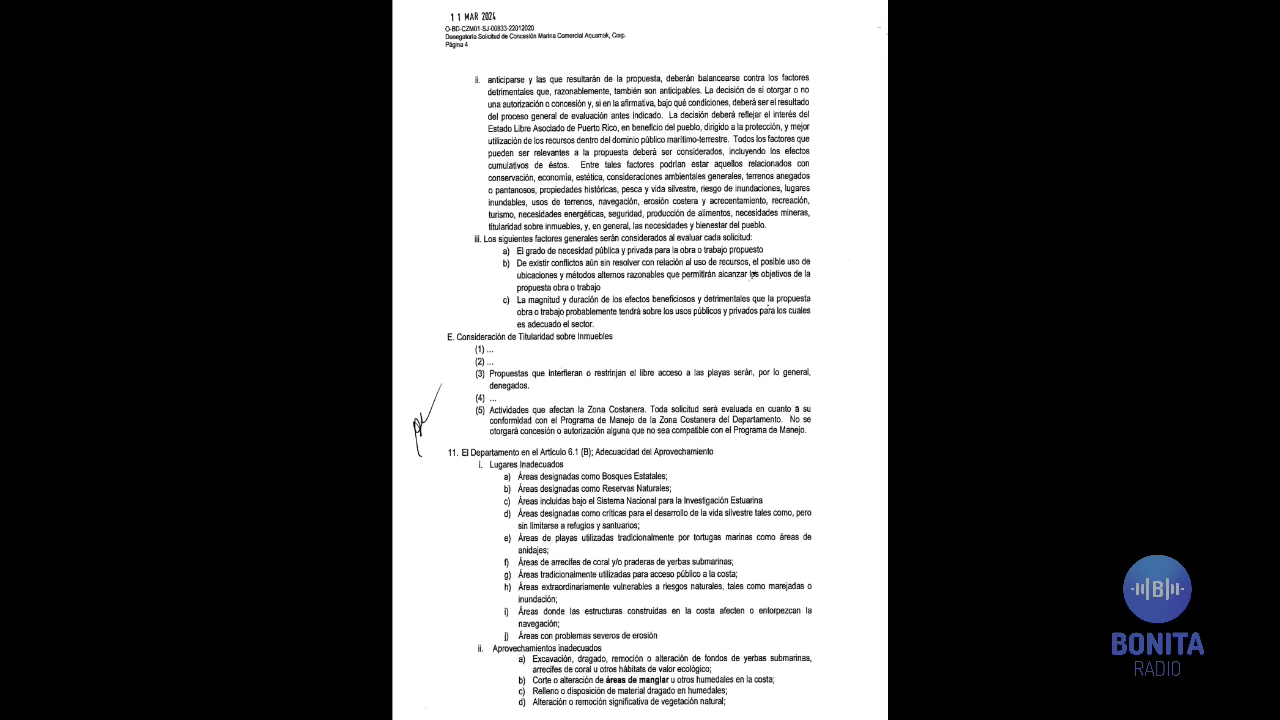 11 MAR 2024
O-BD-CZM01-SJ-00833-22012020
Denegatoria Solicitud de Concesión Marina Comercial Aquamak, Corp.
Página 4
ii. anticiparse y las que resultarán de la propuesta, deberán balancearse contra los factores
detrimentales que, razonablemente, también son anticipables. La decisión de si otorgar o no
una autorización o concesión y, si en la afirmativa, bajo qué condiciones, deberá ser el resultado
del proceso general de evaluación antes indicado. La decisión deberá reflejar el interés del
Estado Libre Asociado de Puerto Rico, en beneficio del pueblo, dirigido a la protección, y mejor
utilización de los recursos dentro del dominio público marítimo-terrestre. Todos los factores que
pueden ser relevantes a la propuesta deberá ser considerados, incluyendo los efectos
cumulativos de éstos. Entre tales factores podrían estar aquellos relacionados con
conservación, economía, estética, consideraciones ambientales generales, terrenos anegados
o pantanosos, propiedades históricas, pesca y vida silvestre, riesgo de inundaciones, lugares
inundables, usos de terrenos, navegación, erosión costera y acrecentamiento, recreación,
turismo, necesidades energéticas, seguridad, producción de alimentos, necesidades mineras,
titularidad sobre inmuebles, y, en general, las necesidades y bienestar del pueblo.
iii. Los siguientes factores generales serán considerados al evaluar cada solicitud:
a) El grado de necesidad pública y privada para la obra o trabajo propuesto
b) De existir conflictos aún sin resolver con relación al uso de recursos, el posible uso de
ubicaciones y métodos alternos razonables que permitirán alcanzar los objetivos de la
propuesta obra o trabajo
c) La magnitud y duración de los efectos beneficiosos y detrimentales que la propuesta
obra o trabajo probablemente tendrá sobre los usos públicos y privados para los cuales
es adecuado el sector.
E. Consideración de Titularidad sobre Inmuebles
(1) ...
(2) ...
(3) Propuestas que interfieran o restrinjan el libre acceso a las playas serán, por lo general,
denegados.
(4) ...
(5) Actividades que afectan la Zona Costanera. Toda solicitud será evaluada en cuanto a su
conformidad con el Programa de Manejo de la Zona Costanera del Departamento. No se
otorgará concesión o autorización alguna que no sea compatible con el Programa de Manejo.
11. El Departamento en el Artículo 6.1 (B); Adecuacidad del Aprovechamiento
i. Lugares Inadecuados
a) Áreas designadas como Bosques Estatales;
b) Áreas designadas como Reservas Naturales;
c) Áreas incluidas bajo el Sistema Nacional para la Investigación Estuarina
d) Áreas designadas como críticas para el desarrollo de la vida silvestre tales como, pero
sin limitarse a refugios y santuarios;
e) Áreas de playas utilizadas tradicionalmente por tortugas marinas como áreas de
anidajes;
f) Áreas de arrecifes de coral y/o praderas de yerbas submarinas;
g) Áreas tradicionalmente utilizadas para acceso público a la costa;
h) Áreas extraordinariamente vulnerables a riesgos naturales, tales como marejadas o
inundación;
i) Áreas donde las estructuras construidas en la costa afecten o entorpezcan la
navegación;
j) Áreas con problemas severos de erosión
ii. Aprovechamientos inadecuados
a) Excavación, dragado, remoción o alteración de fondos de yerbas submarinas,
arrecifes de coral u otros hábitats de valor ecológico;
b) Corte o alteración de áreas de manglar u otros humedales en la costa;
c) Relleno o disposición de material dragado en humedales;
d) Alteración o remoción significativa de vegetación natural;
B
BONITA
RADIO